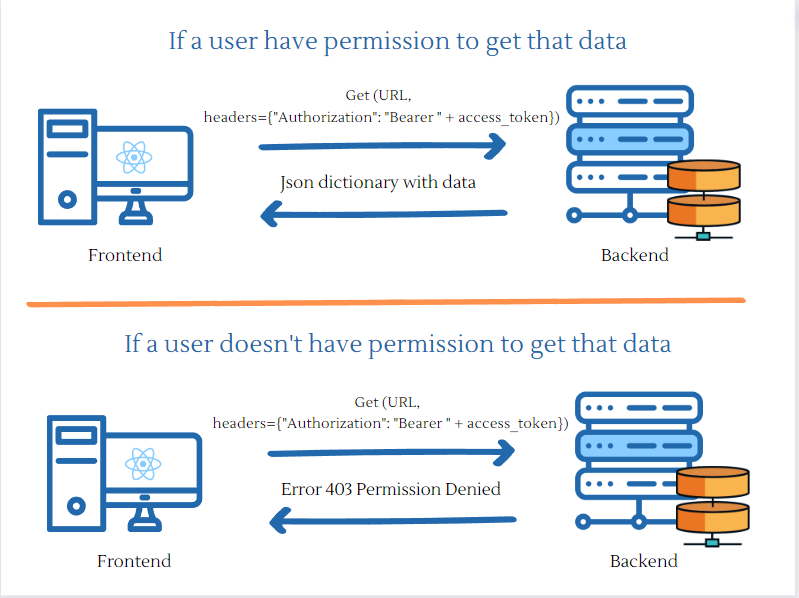 If a user have permission to get that data
Get (URL,
headers={"Authorization": "Bearer " + access_token})
Json dictionary with data
Frontend
Backend
If a user doesn't have permission to get that data
Get (URL,
headers={"Authorization": "Bearer " + access_token})
Error 403 Permission Denied
Frontend
Backend